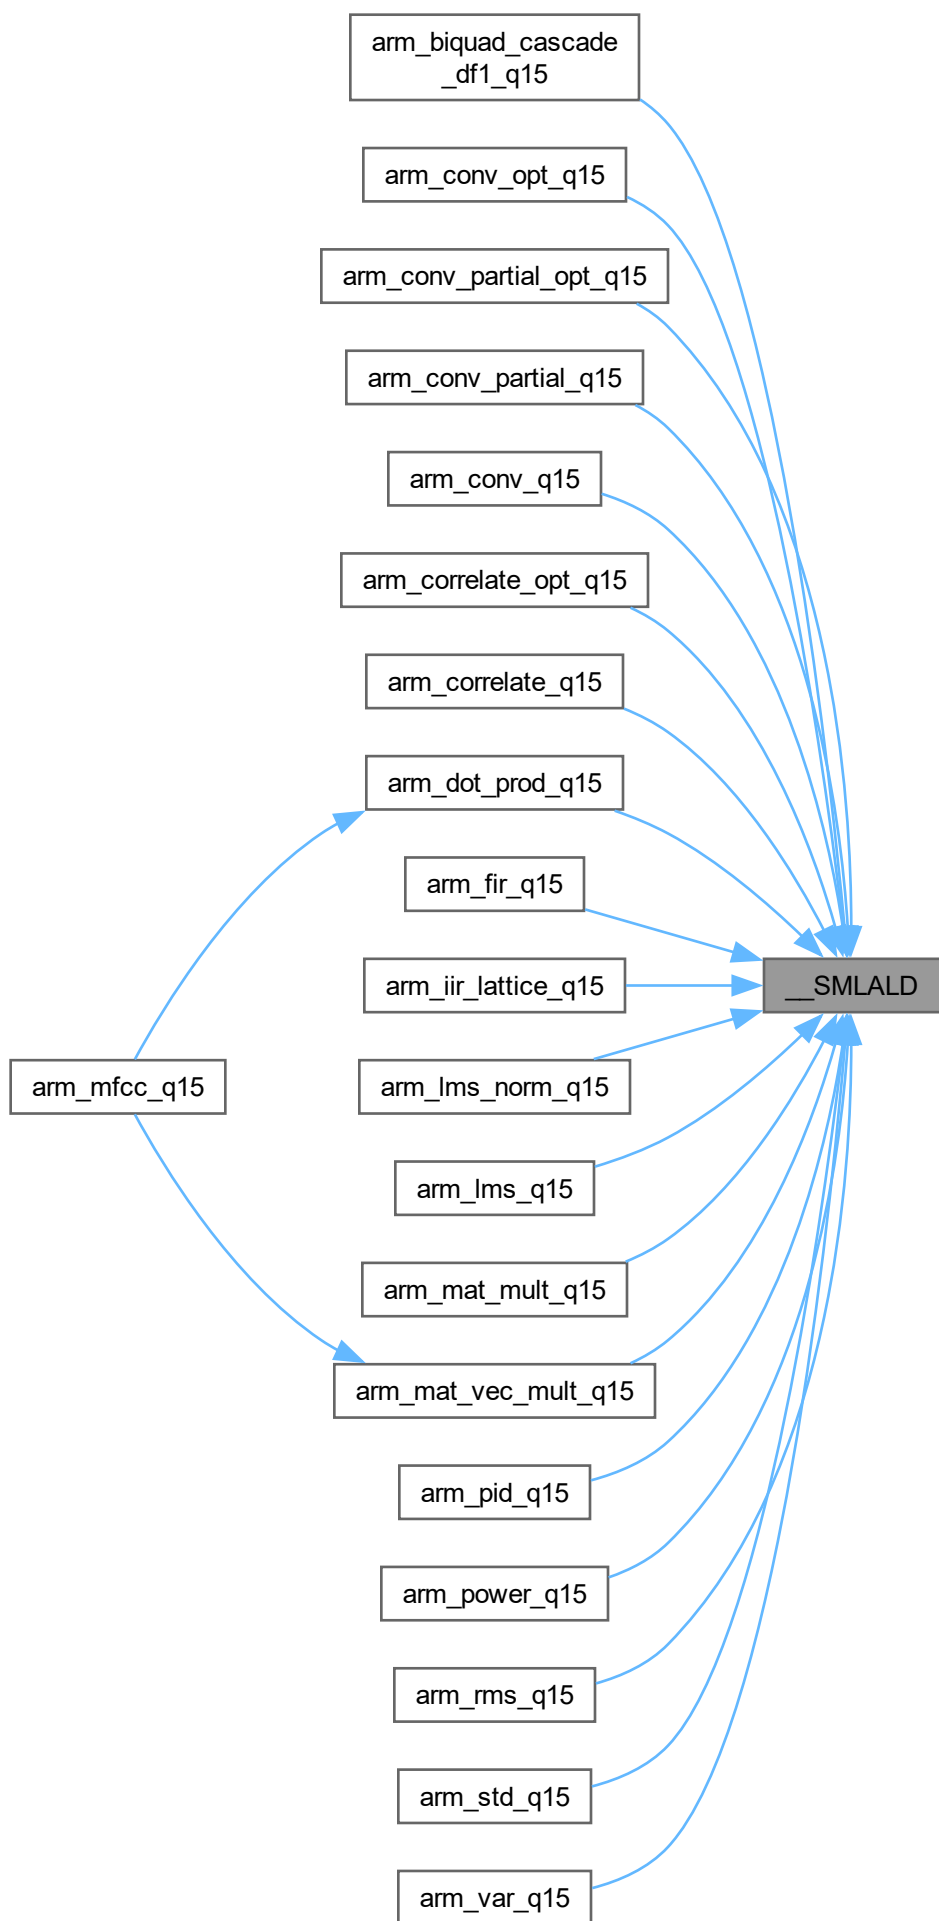 arm_biquad_cascade
_df1_q15
arm_conv_opt_q15
arm_conv_partial_opt_q15
arm_conv_partial_q15
arm_conv_q15
arm_correlate_opt_q15
arm_correlate_q15
arm_dot_prod_q15
arm_fir_q15
__SMLALD
arm_iir_lattice_q15
arm_mfcc_q15
arm_lms_norm_q15
arm_lms_q15
arm_mat_mult_q15
arm_mat_vec_mult_q15
arm_pid_q15
arm_power_q15
arm_rms_q15
arm_std_q15
arm_var_q15